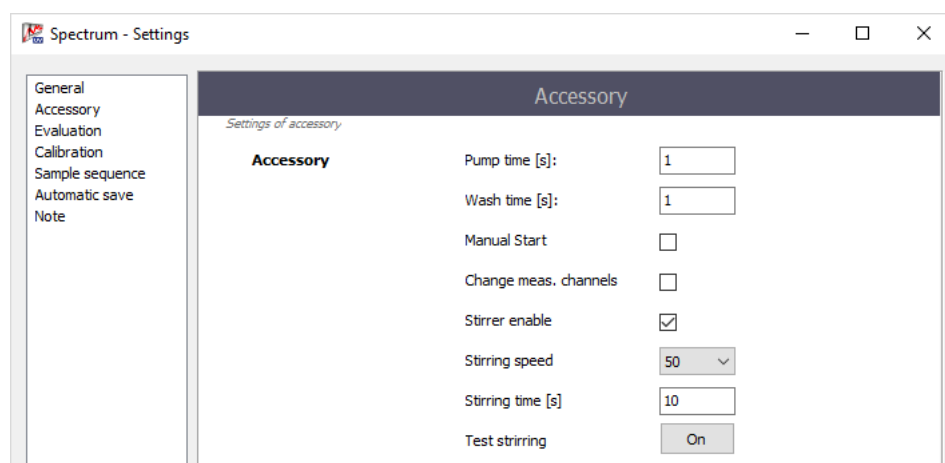 Spectrum - Settings
General
Accessory
Evaluation
Calibration
Sample sequence
Automatic save
Note
Accessory
Settings of accessory
Accessory
Pump time [s]: 1
Wash time [s]: 1
Manual Start
Change meas. channels
Stirrer enable
Stirring speed 50
Stirring time [s] 10
Test strirring On